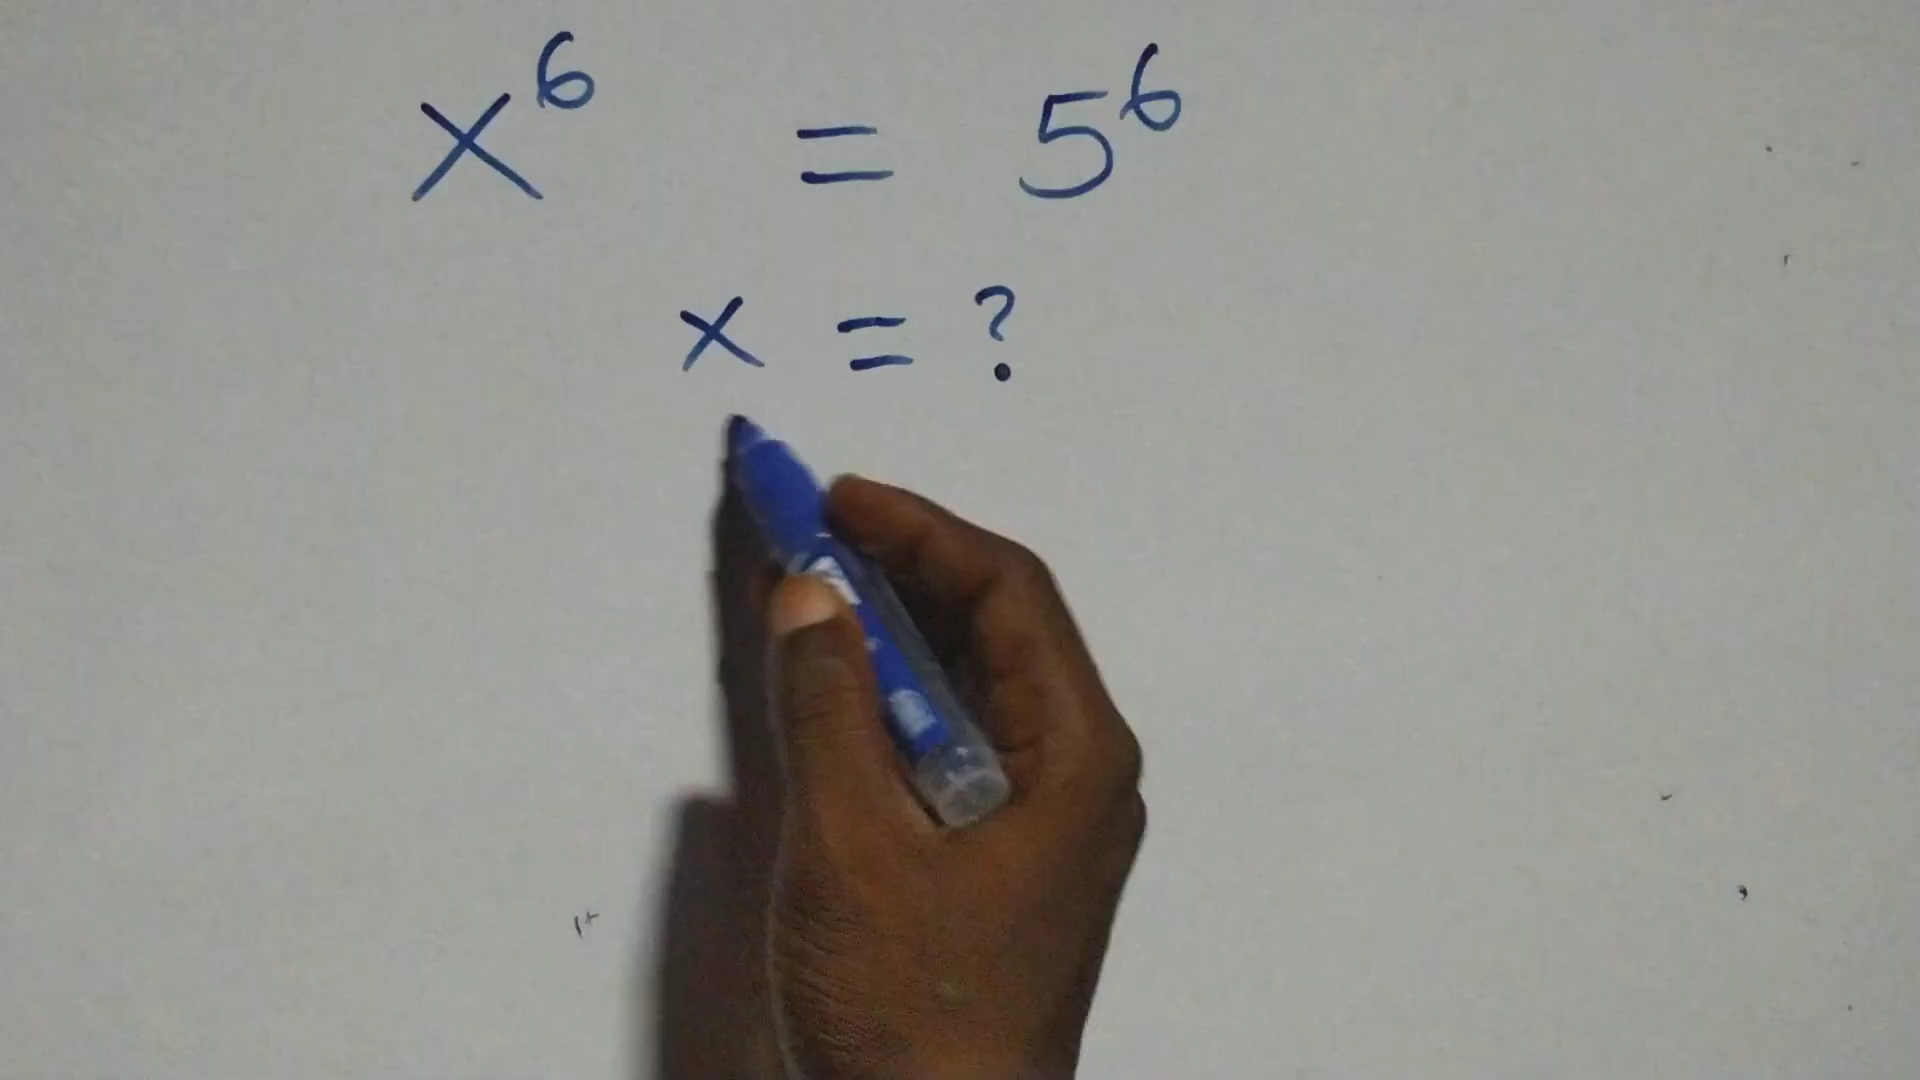 x⁶ = 5⁶
x = ?